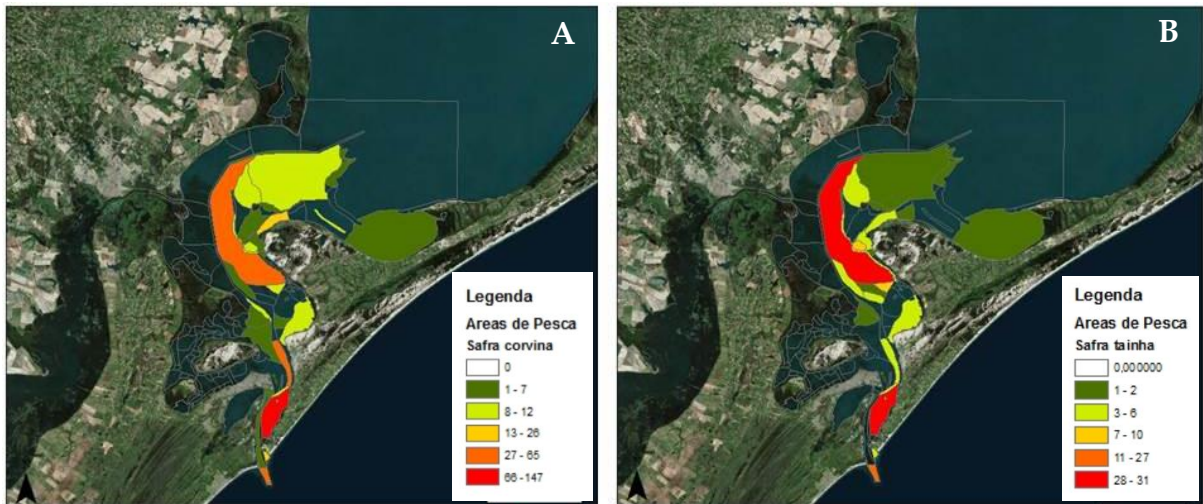 A
Legenda
Areas de Pesca
Safra corvina
0
1 - 7
8 - 12
13 - 26
27 - 65
66 - 147
B
Legenda
Areas de Pesca
Safra tainha
0,000000
1 - 2
3 - 6
7 - 10
11 - 27
28 - 31